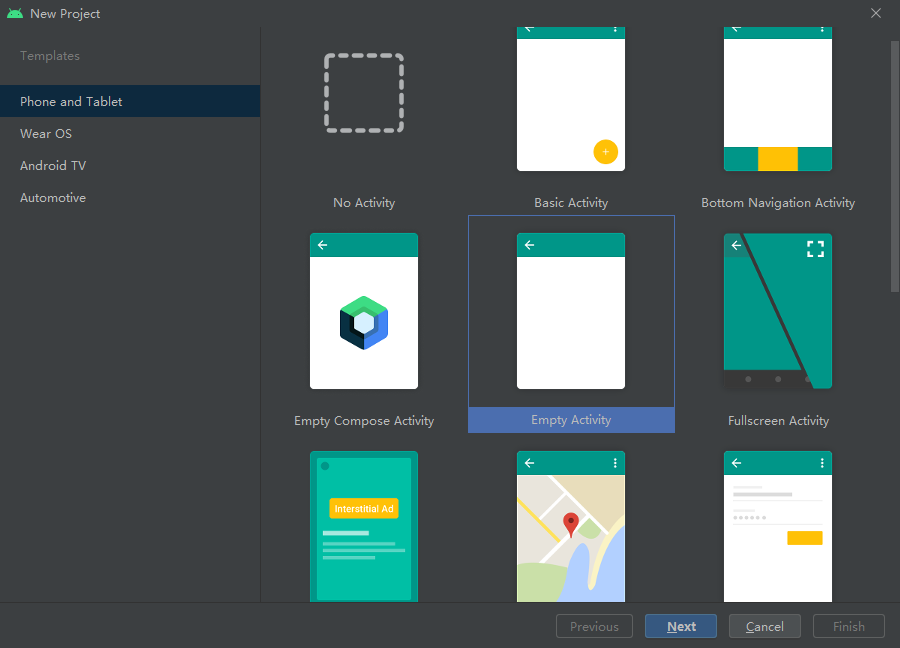 New Project
Templates
Phone and Tablet
Wear OS
Android TV
Automotive
No Activity
Basic Activity
Bottom Navigation Activity
Empty Compose Activity
Empty Activity
Fullscreen Activity
Interstitial Ad
Previous
Next
Cancel
Finish